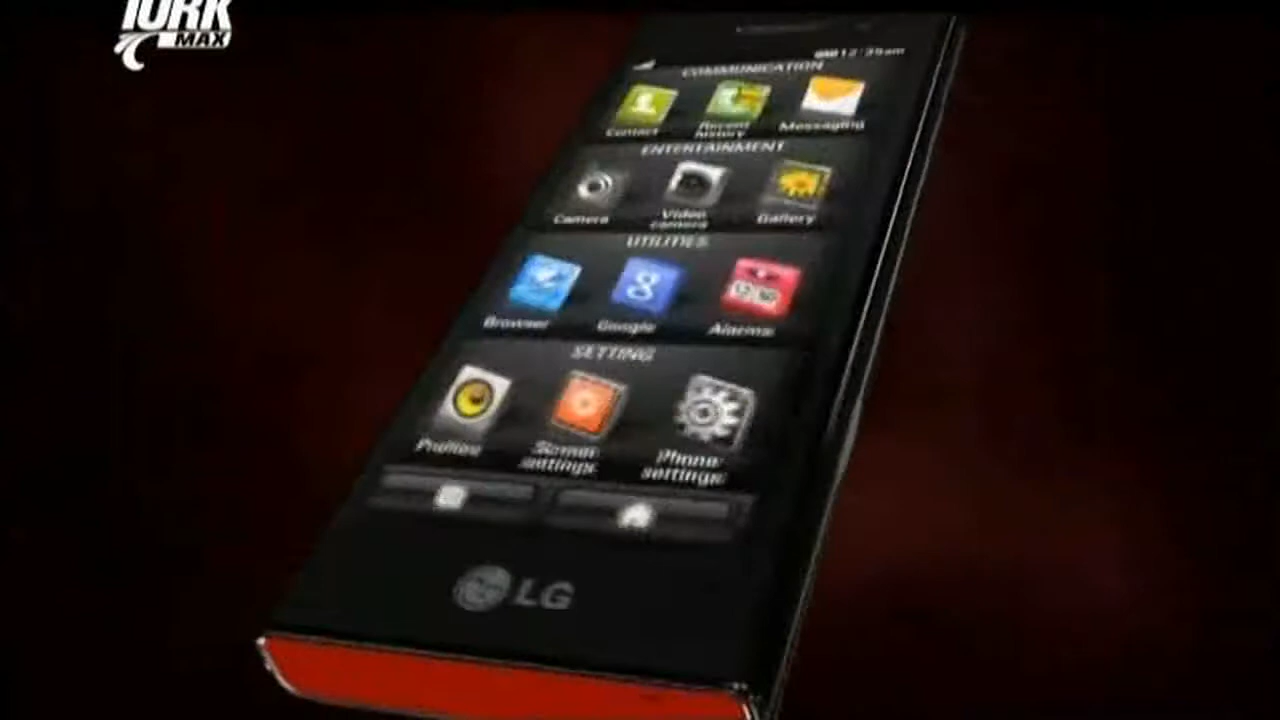 TÜRK
MAX
12:35am
COMMUNICATION
Contact
Recent
history
Messaging
ENTERTAINMENT
Camera
Video
camera
Gallery
UTILITIES
g
Browser
Google
Alarms
SETTING
Profiles
Screen
settings
Phone
settings
LG